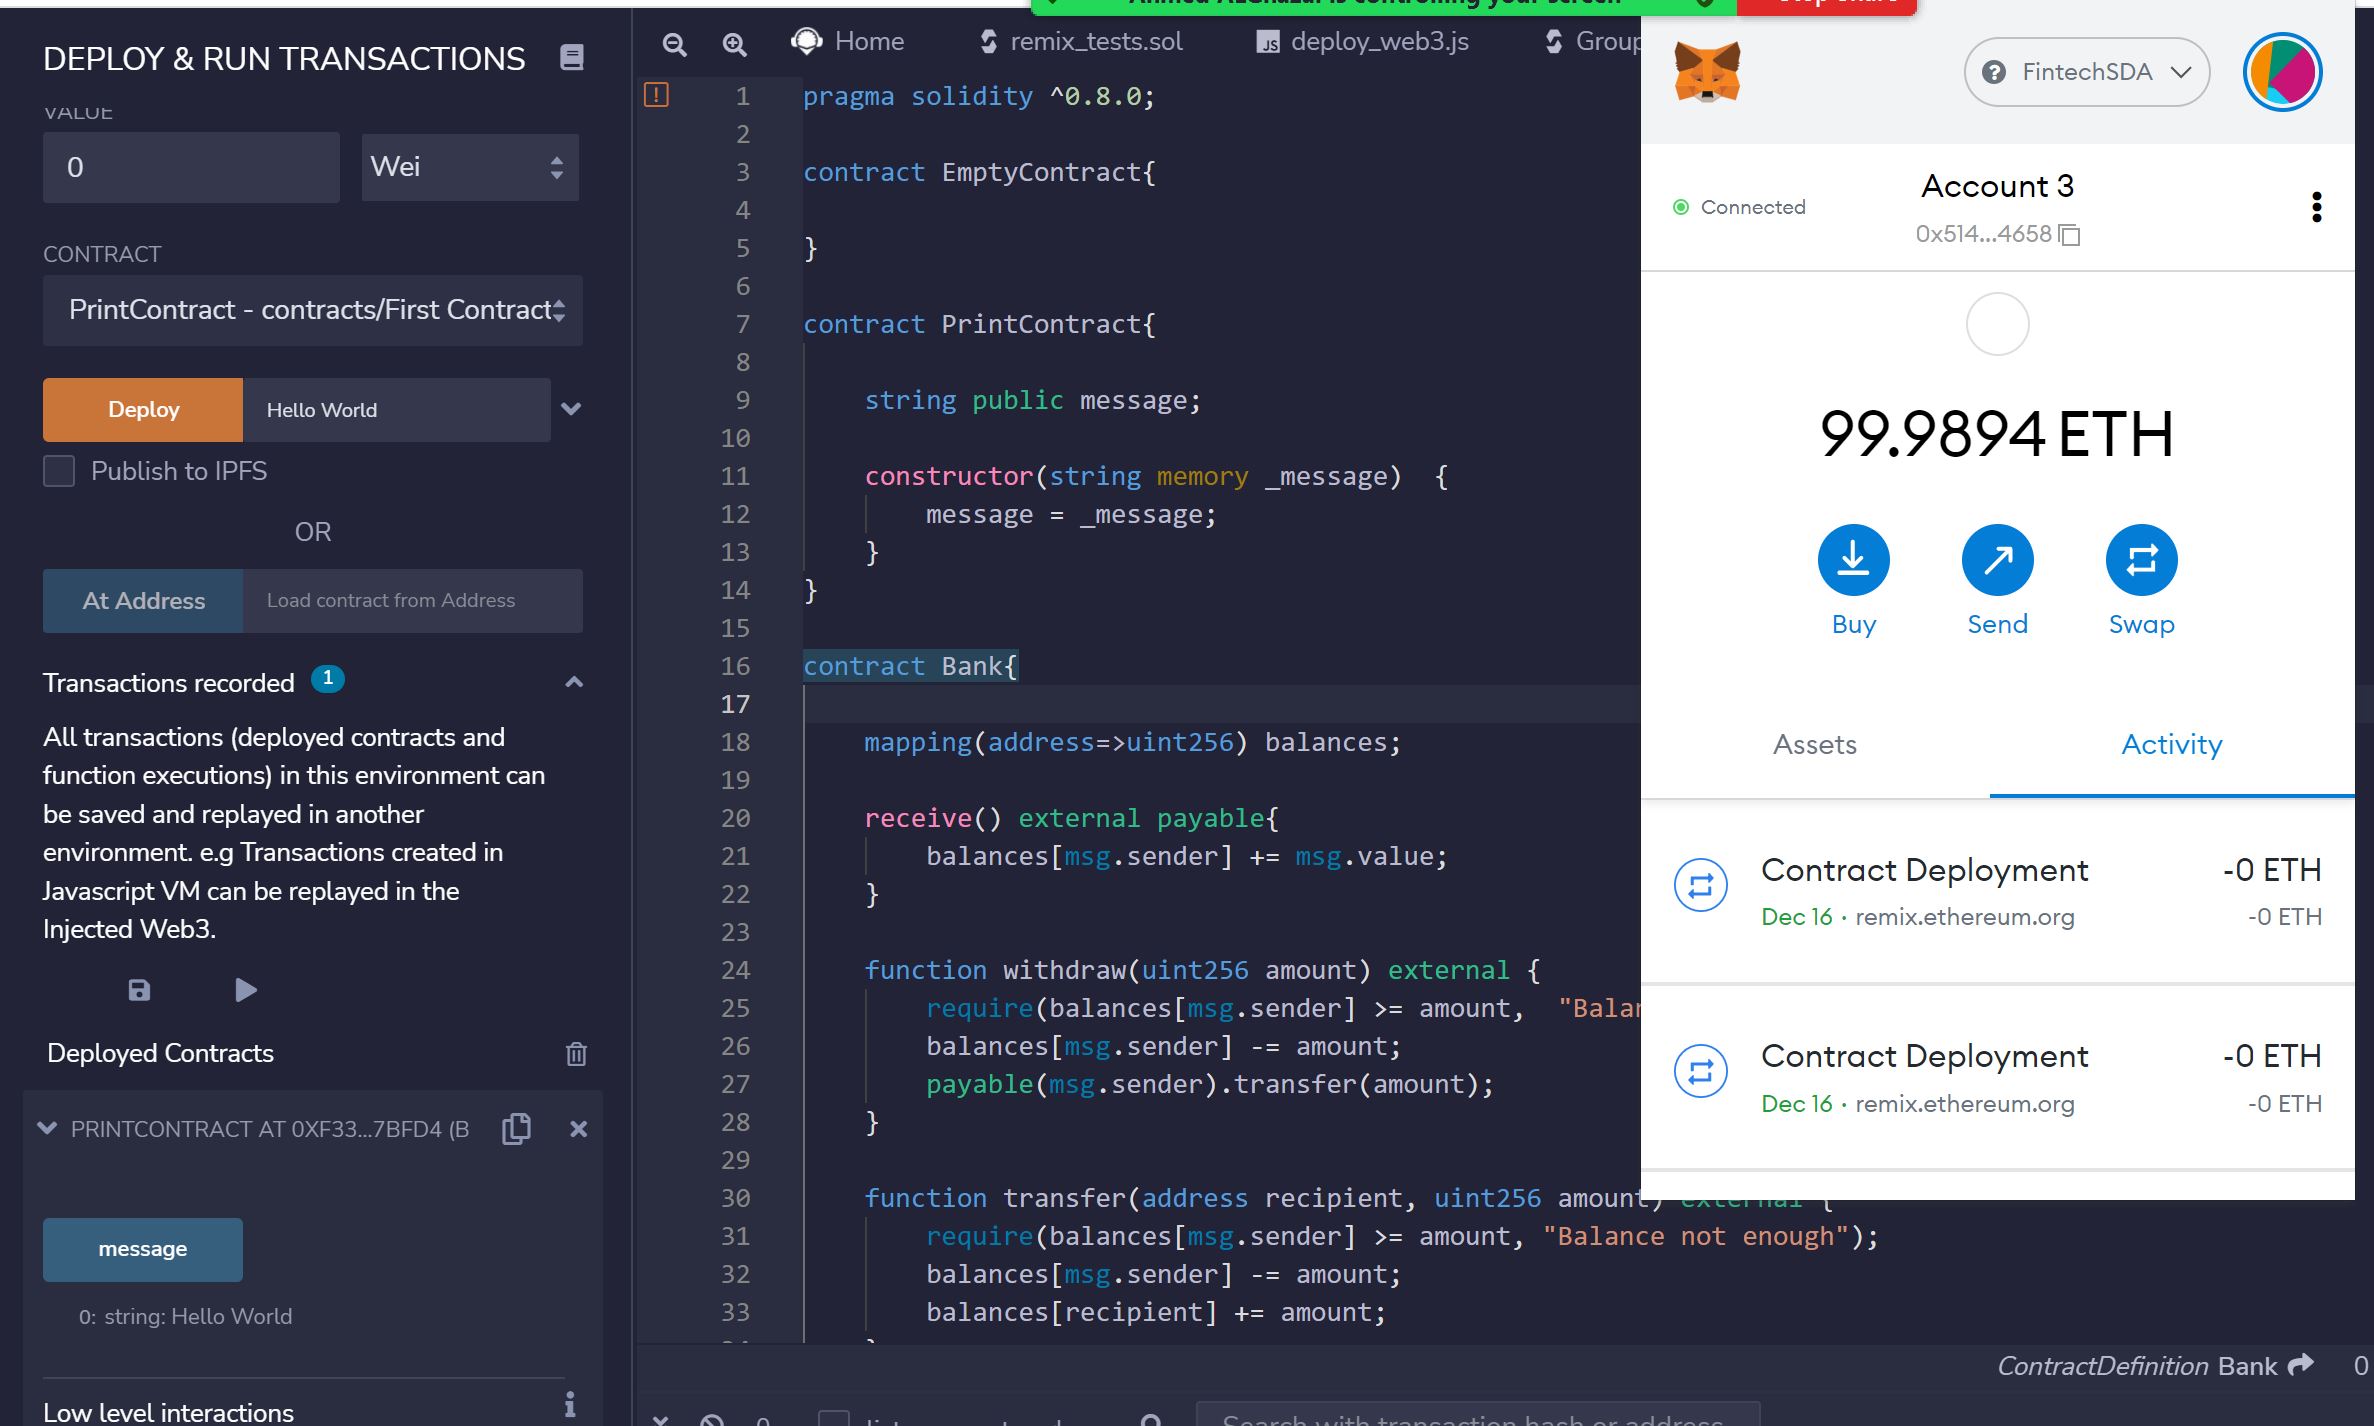 DEPLOY & RUN TRANSACTIONS
VALUE
0
Wei
CONTRACT
PrintContract - contracts/First Contract
Deploy
Hello World
Publish to IPFS
OR
At Address
Load contract from Address
Transactions recorded 1
All transactions (deployed contracts and
function executions) in this environment can
be saved and replayed in another
environment. e.g Transactions created in
Javascript VM can be replayed in the
Injected Web3.
Deployed Contracts
PRINTCONTRACT AT 0XF33...7BFD4 (B
message
0: string: Hello World
Low level interactions
is controlling your screen
Home
remix_tests.sol
JS deploy_web3.js
Group
1 pragma solidity ^0.8.0;
2
3 contract EmptyContract{
4
5 }
6
7 contract PrintContract{
8
9 string public message;
10
11 constructor(string memory _message)  {
12 message = _message;
13 }
14 }
15
16 contract Bank{
17
18 mapping(address=>uint256) balances;
19
20 receive() external payable{
21 balances[msg.sender] += msg.value;
22 }
23
24 function withdraw(uint256 amount) external {
25 require(balances[msg.sender] >= amount,  "Balan
26 balances[msg.sender] -= amount;
27 payable(msg.sender).transfer(amount);
28 }
29
30 function transfer(address recipient, uint256 amount) external {
31 require(balances[msg.sender] >= amount, "Balance not enough");
32 balances[msg.sender] -= amount;
33 balances[recipient] += amount;
ContractDefinition Bank
0
0
Search with transaction hash or address
FintechSDA
Connected
Account 3
0x514...4658
99.9894 ETH
Buy
Send
Swap
Assets
Activity
Contract Deployment
-0 ETH
Dec 16 · remix.ethereum.org
-0 ETH
Contract Deployment
-0 ETH
Dec 16 · remix.ethereum.org
-0 ETH